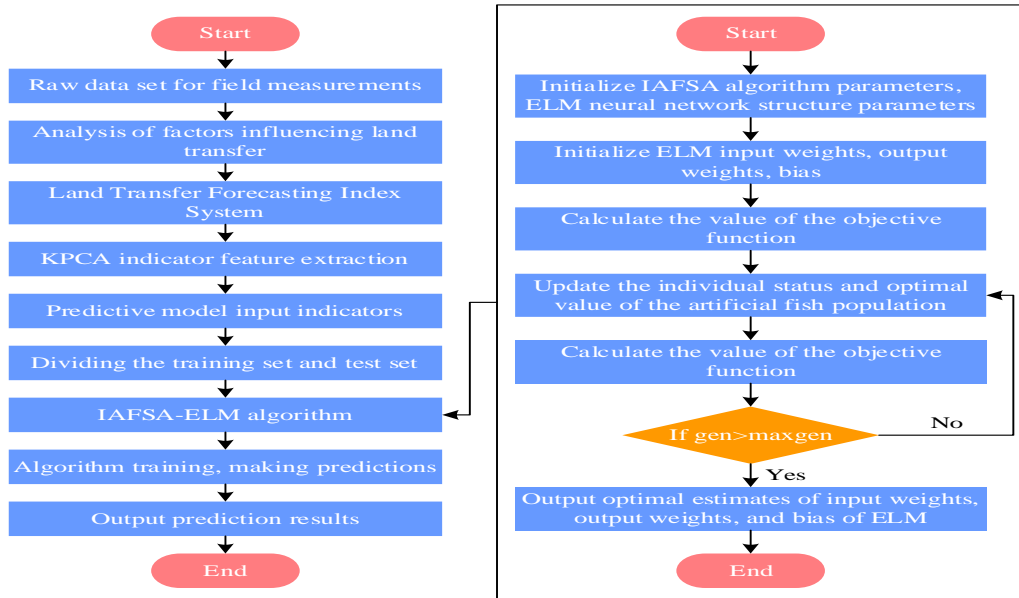 Start
Raw data set for field measurements
Analysis of factors influencing land
transfer
Land Transfer Forecasting Index
System
KPCA indicator feature extraction
Predictive model input indicators
Dividing the training set and test set
IAFSA-ELM algorithm
Algorithm training, making predictions
Output prediction results
End
Start
Initialize IAFSA algorithm parameters,
ELM neural network structure parameters
Initialize ELM input weights, output
weights, bias
Calculate the value of the objective
function
Update the individual status and optimal
value of the artificial fish population
Calculate the value of the objective
function
If gen>maxgen
No
Yes
Output optimal estimates of input weights,
output weights, and bias of ELM
End